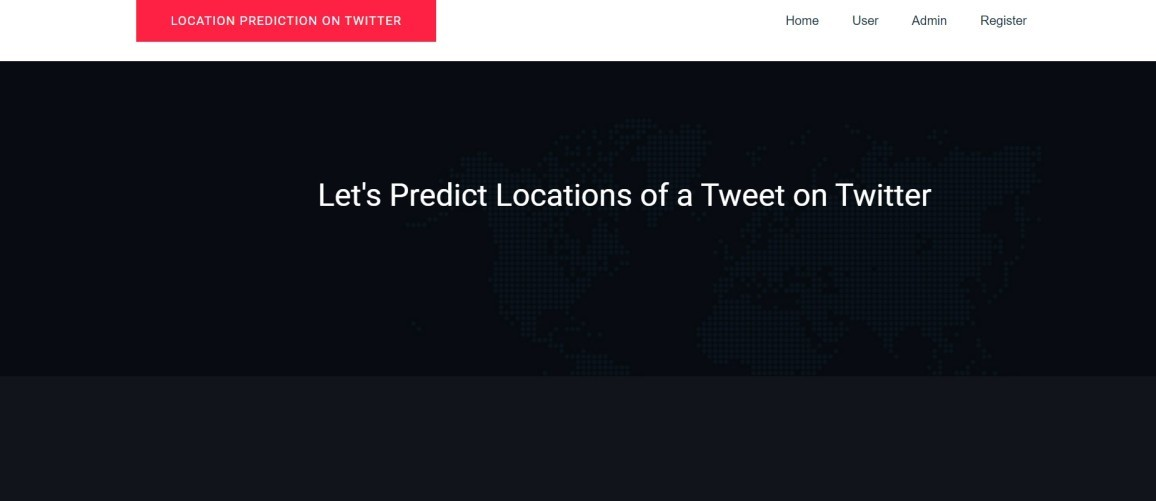 LOCATION PREDICTION ON TWITTER
Home User Admin Register
Let's Predict Locations of a Tweet on Twitter